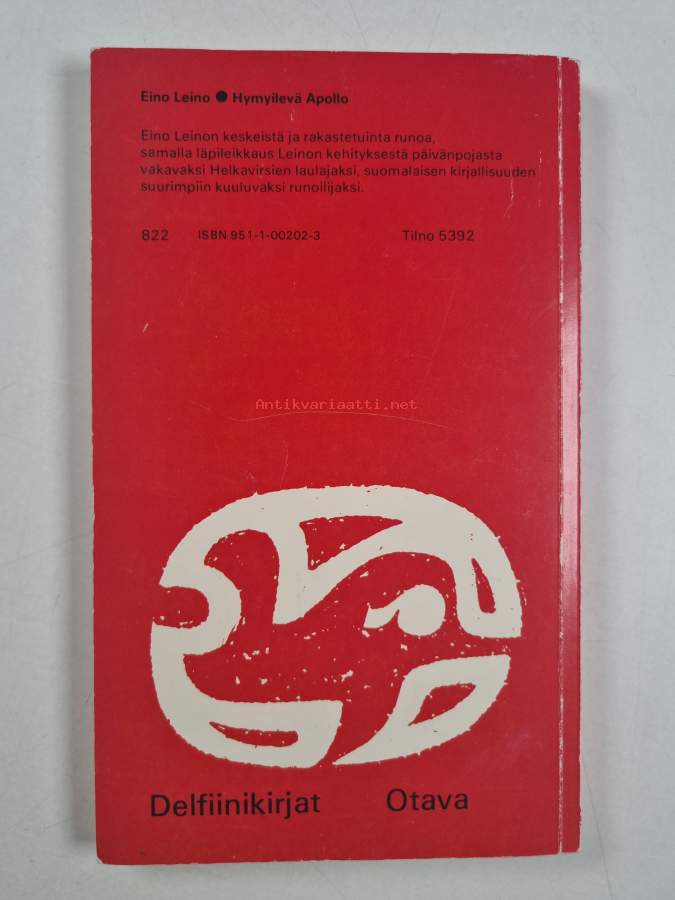 Eino Leino ● Hymyilevä Apollo
Eino Leinon keskeistä ja rakastetuinta runoa,
samalla läpileikkaus Leinon kehityksestä päivänpojasta
vakavaksi Helkavirsien laulajaksi, suomalaisen kirjallisuuden
suurimpiin kuuluvaksi runoilijaksi.
822 ISBN 951-1-00202-3 Tilno 5392
Antikvariaatti.net
Delfiinikirjat Otava